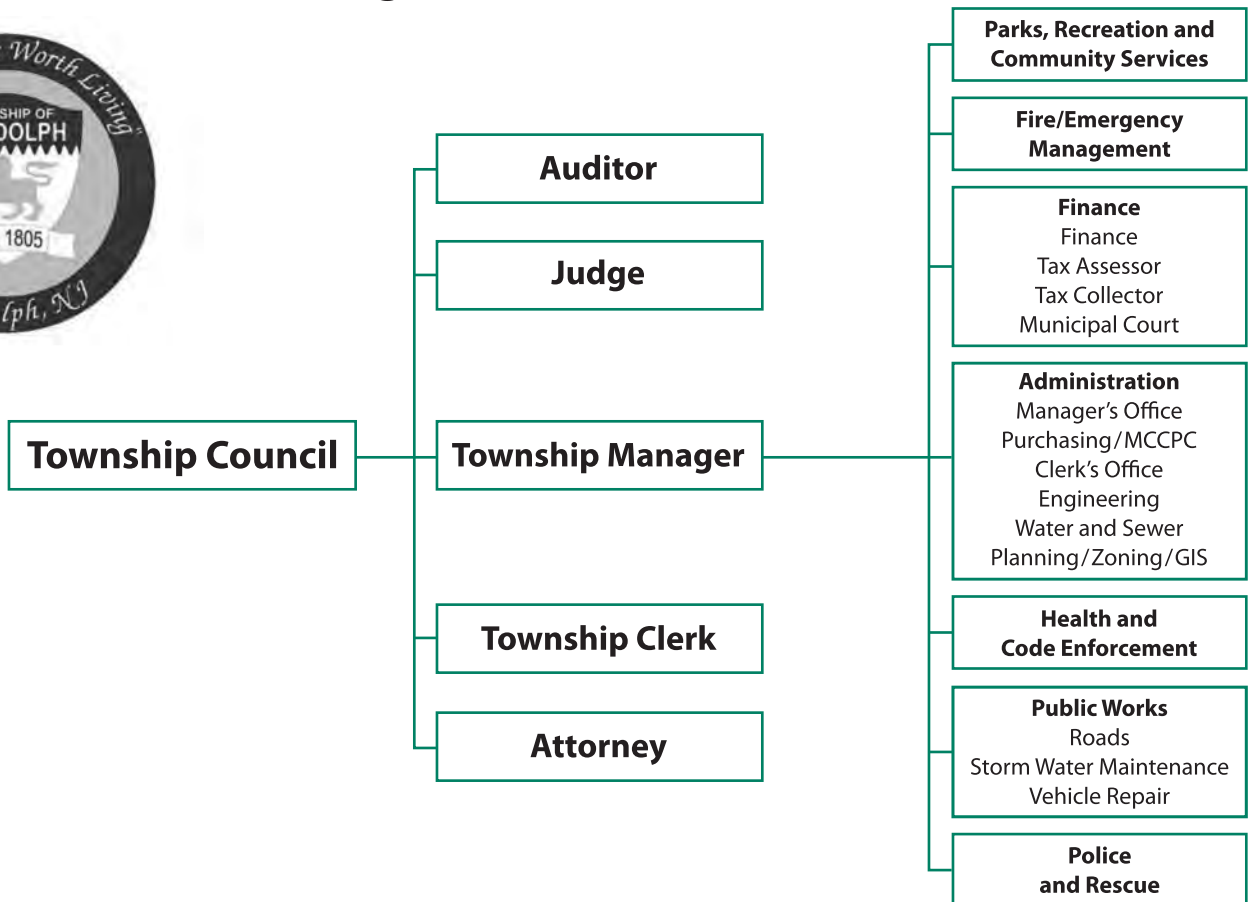 Worth Living"
SHIP OF
DOLPH
1805
lph, NJ
Township Council
Auditor
Judge
Township Manager
Township Clerk
Attorney
Parks, Recreation and
Community Services
Fire/Emergency
Management
Finance
Finance
Tax Assessor
Tax Collector
Municipal Court
Administration
Manager’s Office
Purchasing/MCCPC
Clerk’s Office
Engineering
Water and Sewer
Planning/Zoning/GIS
Health and
Code Enforcement
Public Works
Roads
Storm Water Maintenance
Vehicle Repair
Police
and Rescue